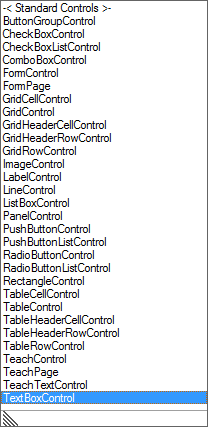 -< Standard Controls >-
ButtonGroupControl
CheckBoxControl
CheckBoxListControl
ComboBoxControl
FormControl
FormPage
GridCellControl
GridControl
GridHeaderCellControl
GridHeaderRowControl
GridRowControl
ImageControl
LabelControl
LineControl
ListBoxControl
PanelControl
PushButtonControl
PushButtonListControl
RadioButtonControl
RadioButtonListControl
RectangleControl
TableCellControl
TableControl
TableHeaderCellControl
TableHeaderRowControl
TableRowControl
TeachControl
TeachPage
TeachTextControl
TextBoxControl